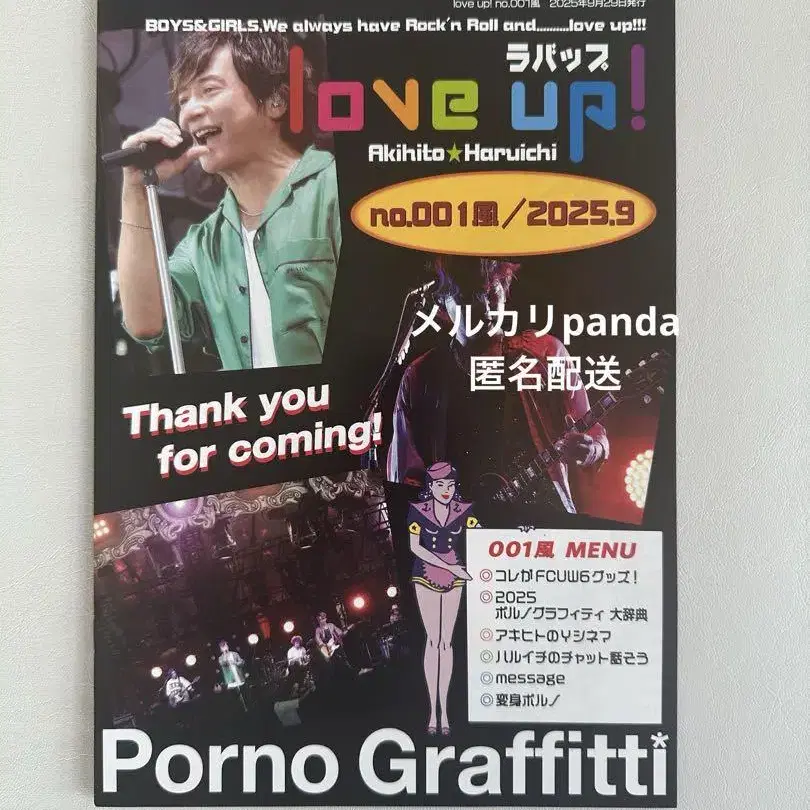 love up! no.001風 2025年9月29日発行
BOYS&GIRLS,We always have Rock'n Roll and..........love up!!!
ラバップ
love up!
Akihito★Haruichi
no.001風/2025.9
メルカリpanda
匿名配送
Thank you
for coming!
001風 MENU
◎コレがFCUW6グッズ!
◎2025
ポルノグラフィティ 大辞典
◎アキヒトのYシネマ
◎ハルイチのチャット話そう
◎message
◎変身ポルノ
Porno Graffitti